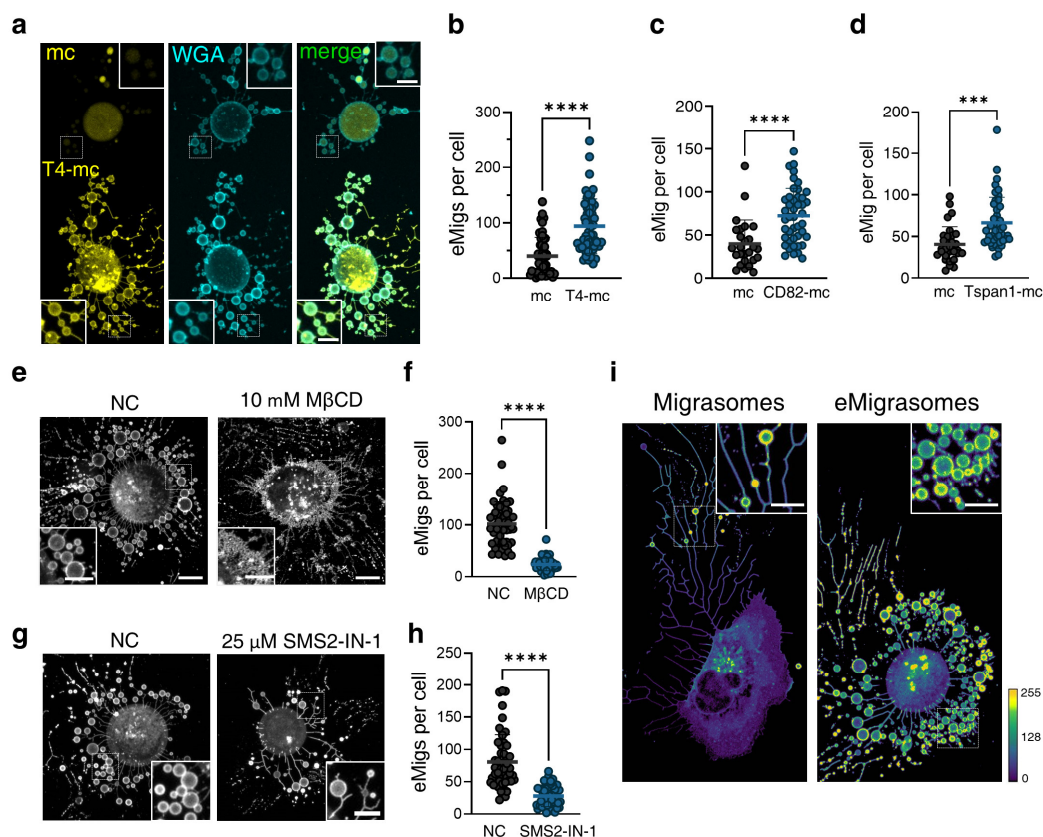 a
mc
WGA
merge
T4-mc
b
eMigs per cell
300
200
100
0
****
mc
T4-mc
c
eMig per cell
200
150
100
50
0
****
mc
CD82-mc
d
eMig per cell
200
150
100
50
0
***
mc
Tspan1-mc
e
NC
10 mM MβCD
f
eMigs per cell
300
200
100
0
****
NC
MβCD
g
NC
25 μM SMS2-IN-1
h
eMigs per cell
250
200
150
100
50
0
****
NC
SMS2-IN-1
i
Migrasomes
eMigrasomes
255
128
0